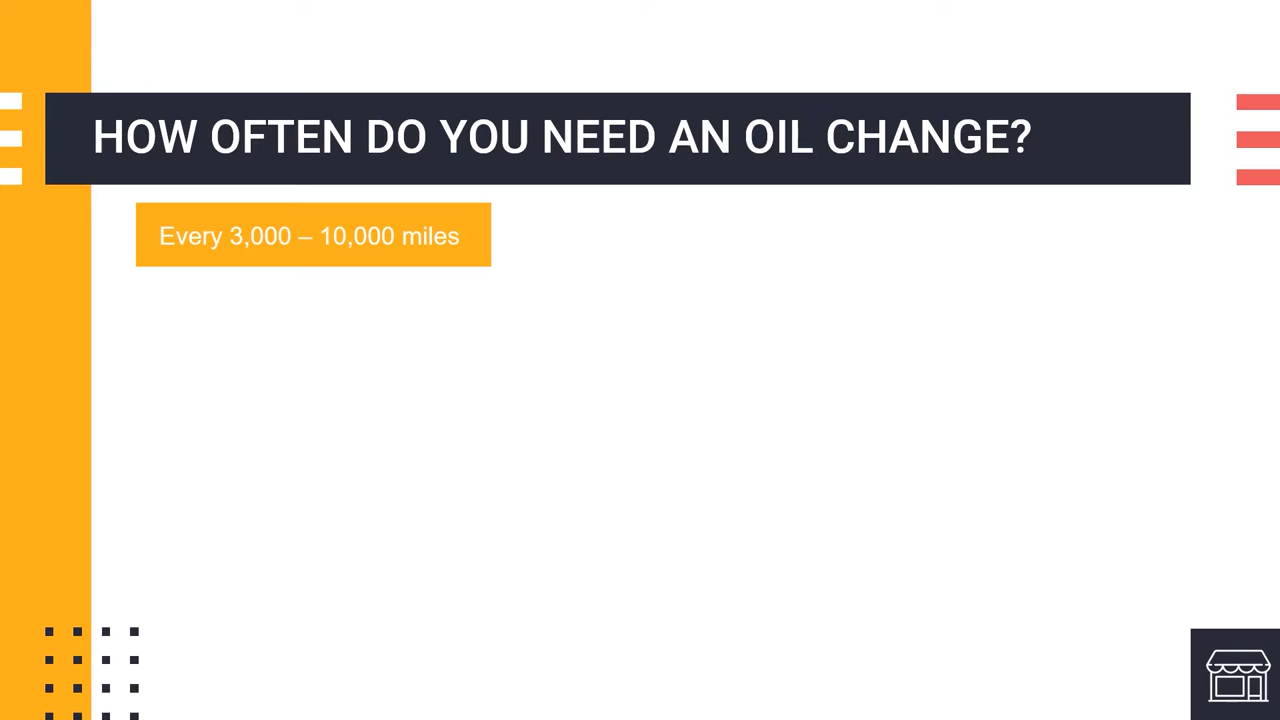 HOW OFTEN DO YOU NEED AN OIL CHANGE?
Every 3,000 – 10,000 miles